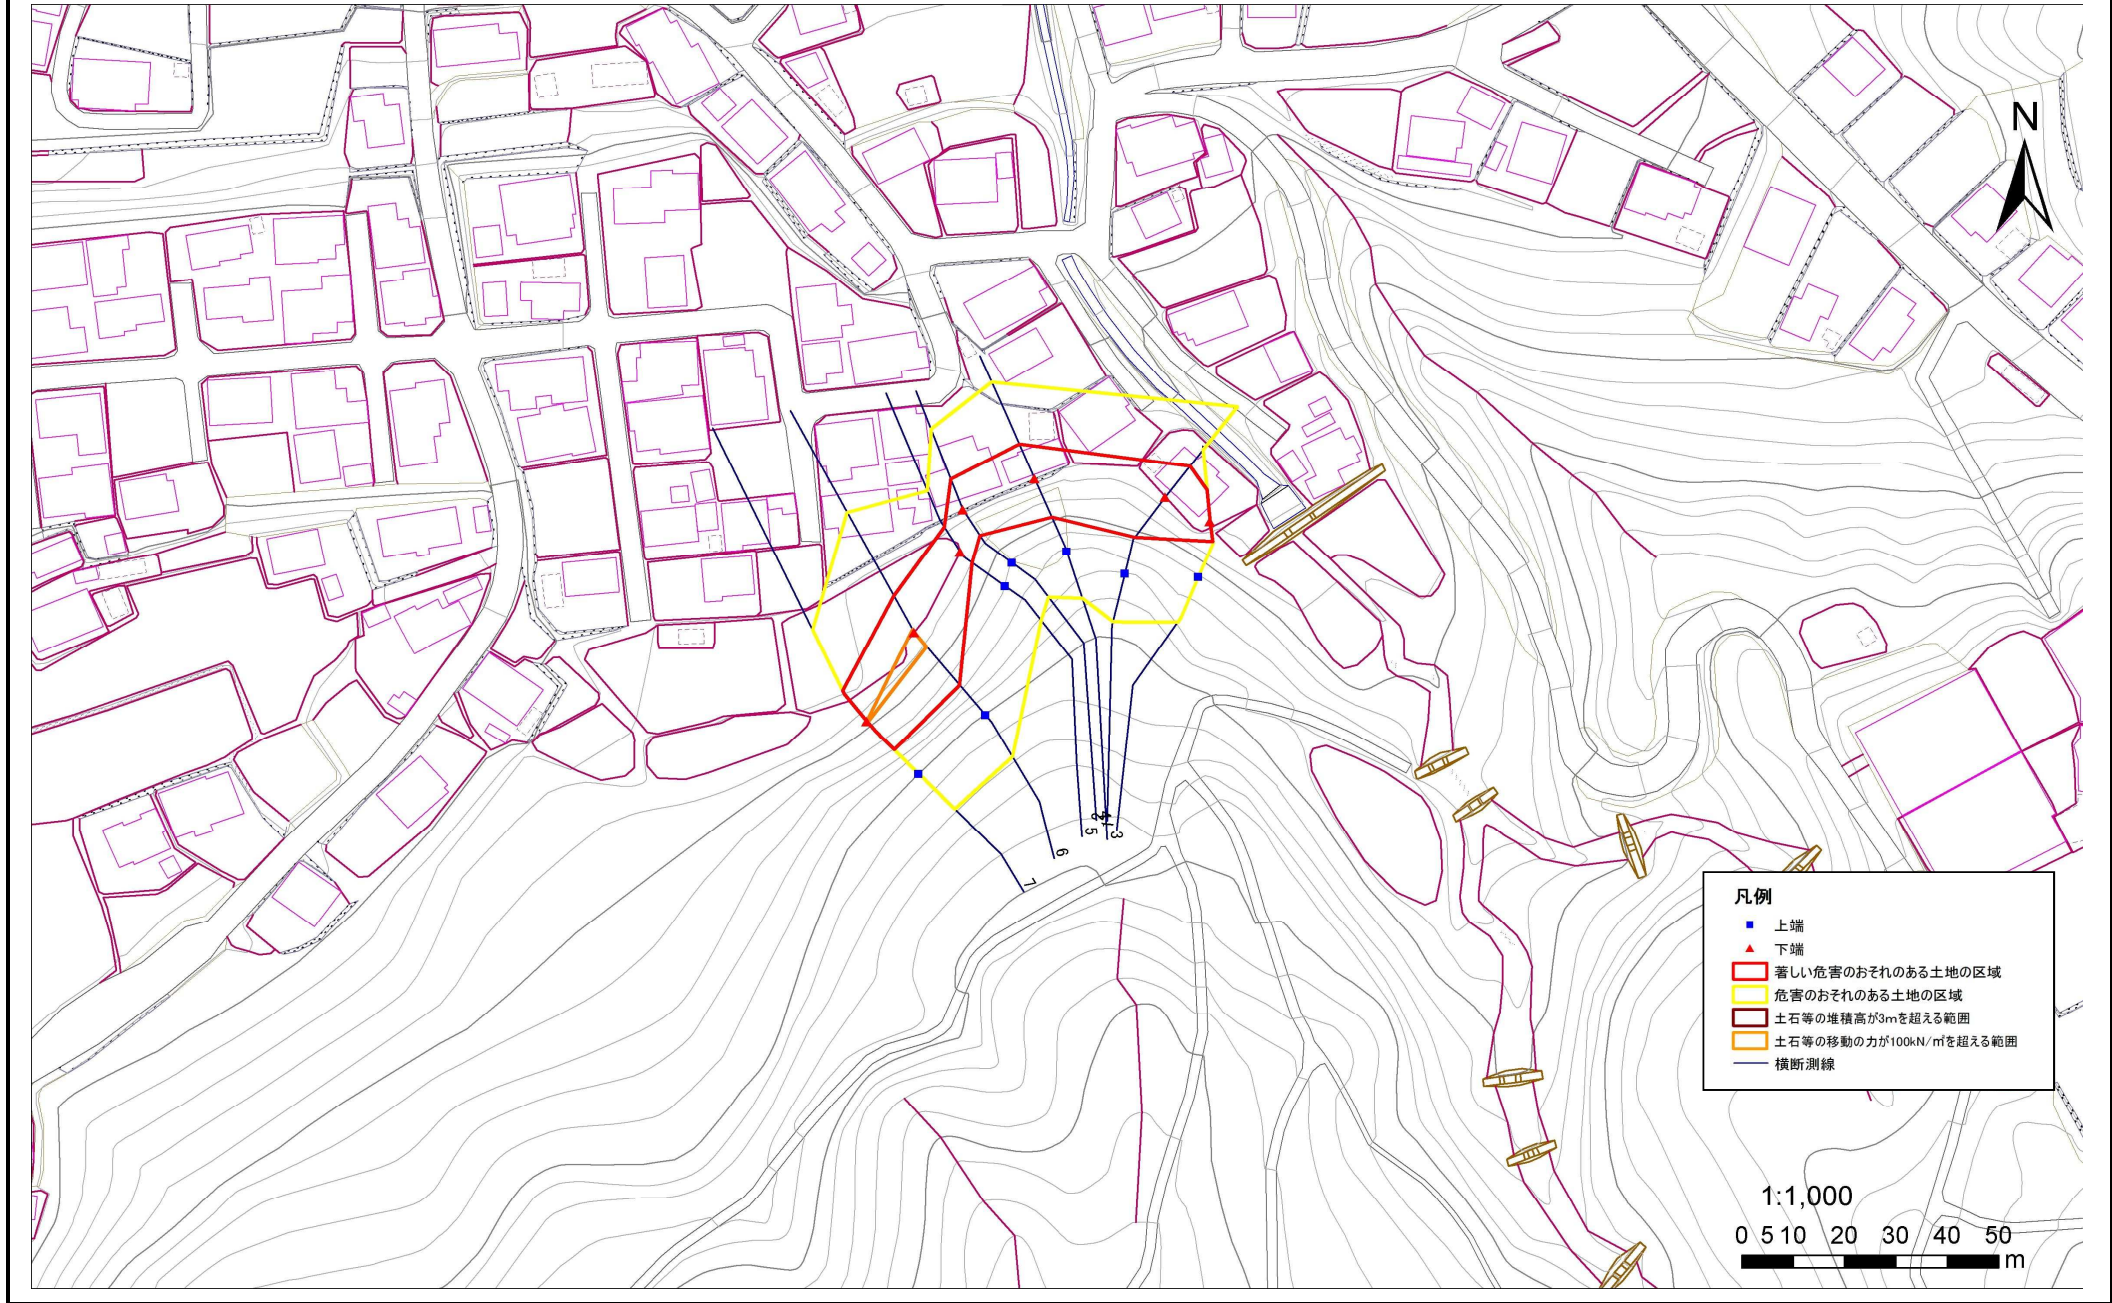 N
5
3
6
7
凡例
上端
下端
著しい危害のおそれのある土地の区域
危害のおそれのある土地の区域
土石等の堆積高が3mを超える範囲
土石等の移動の力が100kN/㎡を超える範囲
横断測線
1:1,000
0 5 10 20 30 40 50
m